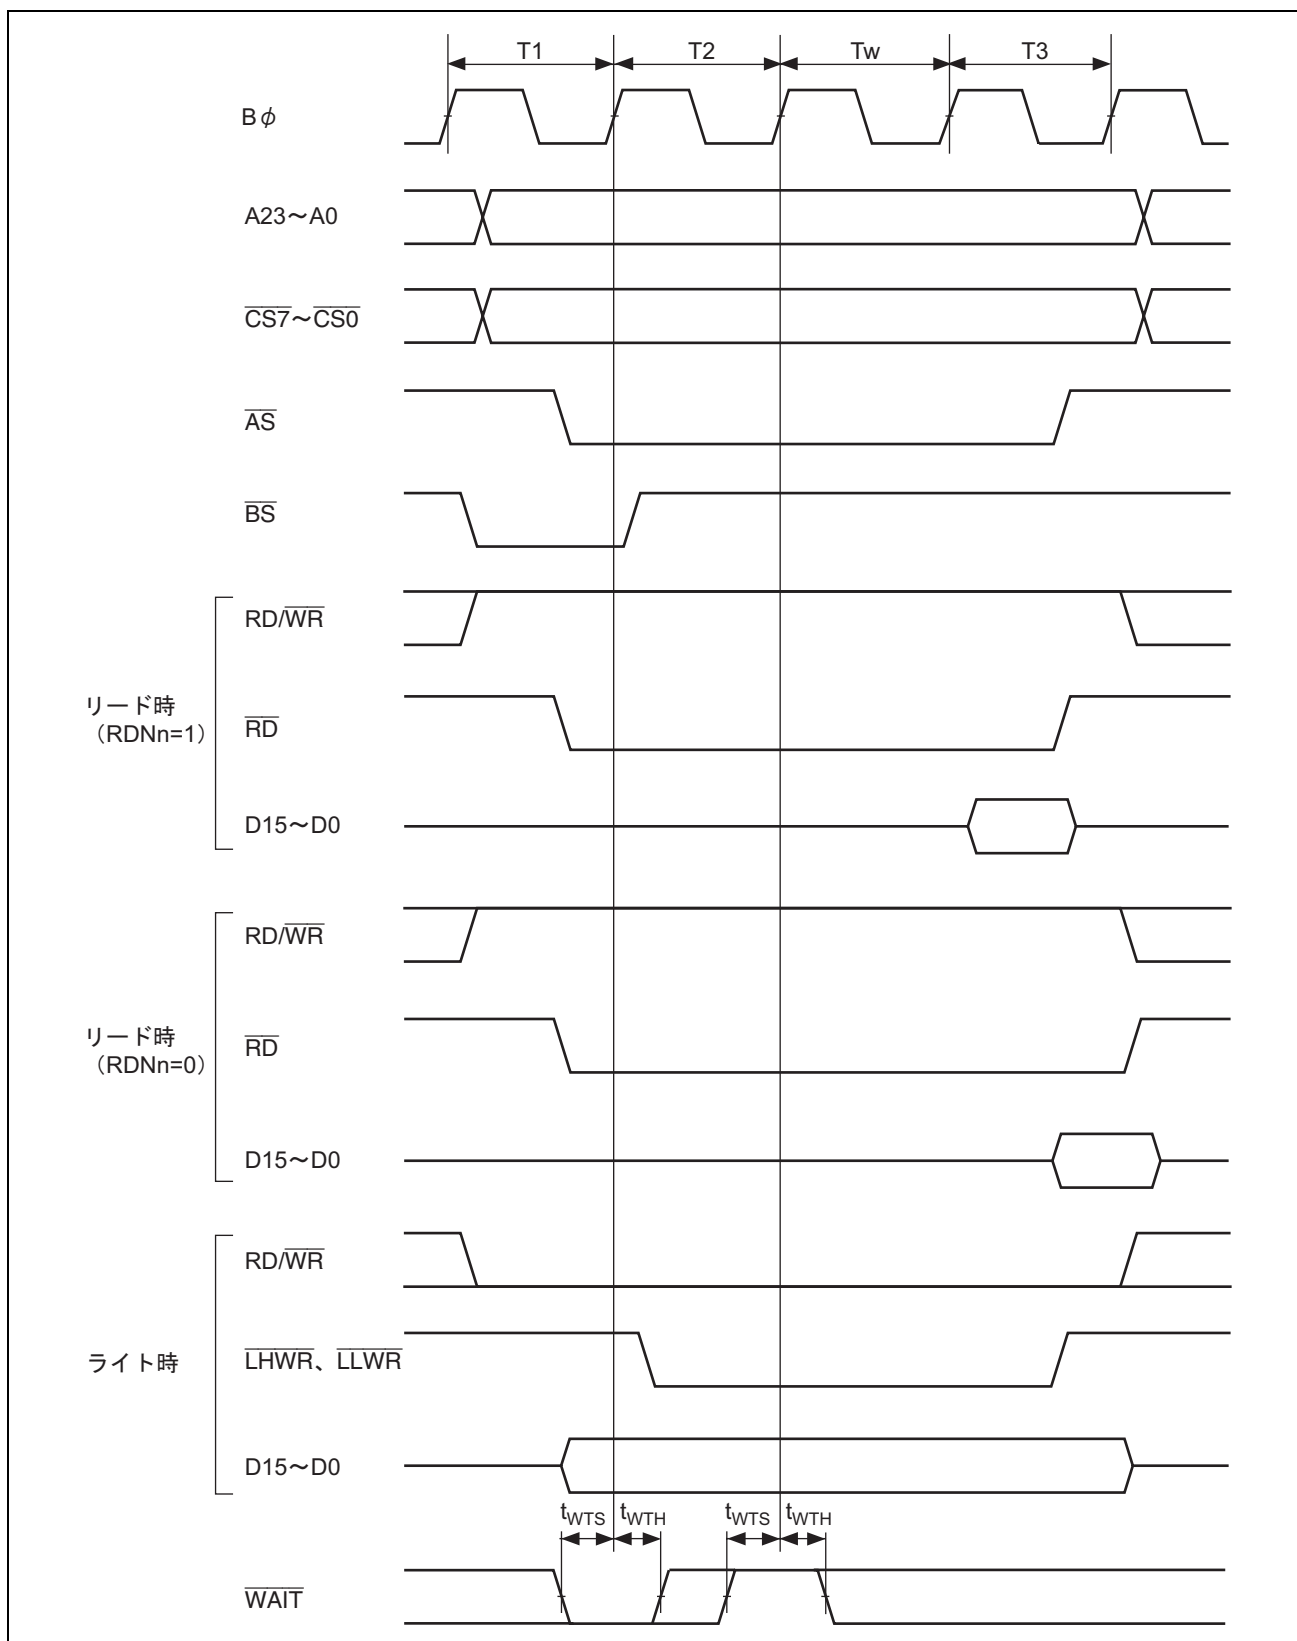 T1 T2 Tw T3
Bφ
A23～A0
CS7～CS0
AS
BS
RD/WR
リード時
（RDNn=1）
RD
D15～D0
RD/WR
リード時
（RDNn=0）
RD
D15～D0
RD/WR
ライト時
LHWR、LLWR
D15～D0
tWTS tWTH tWTS tWTH
WAIT